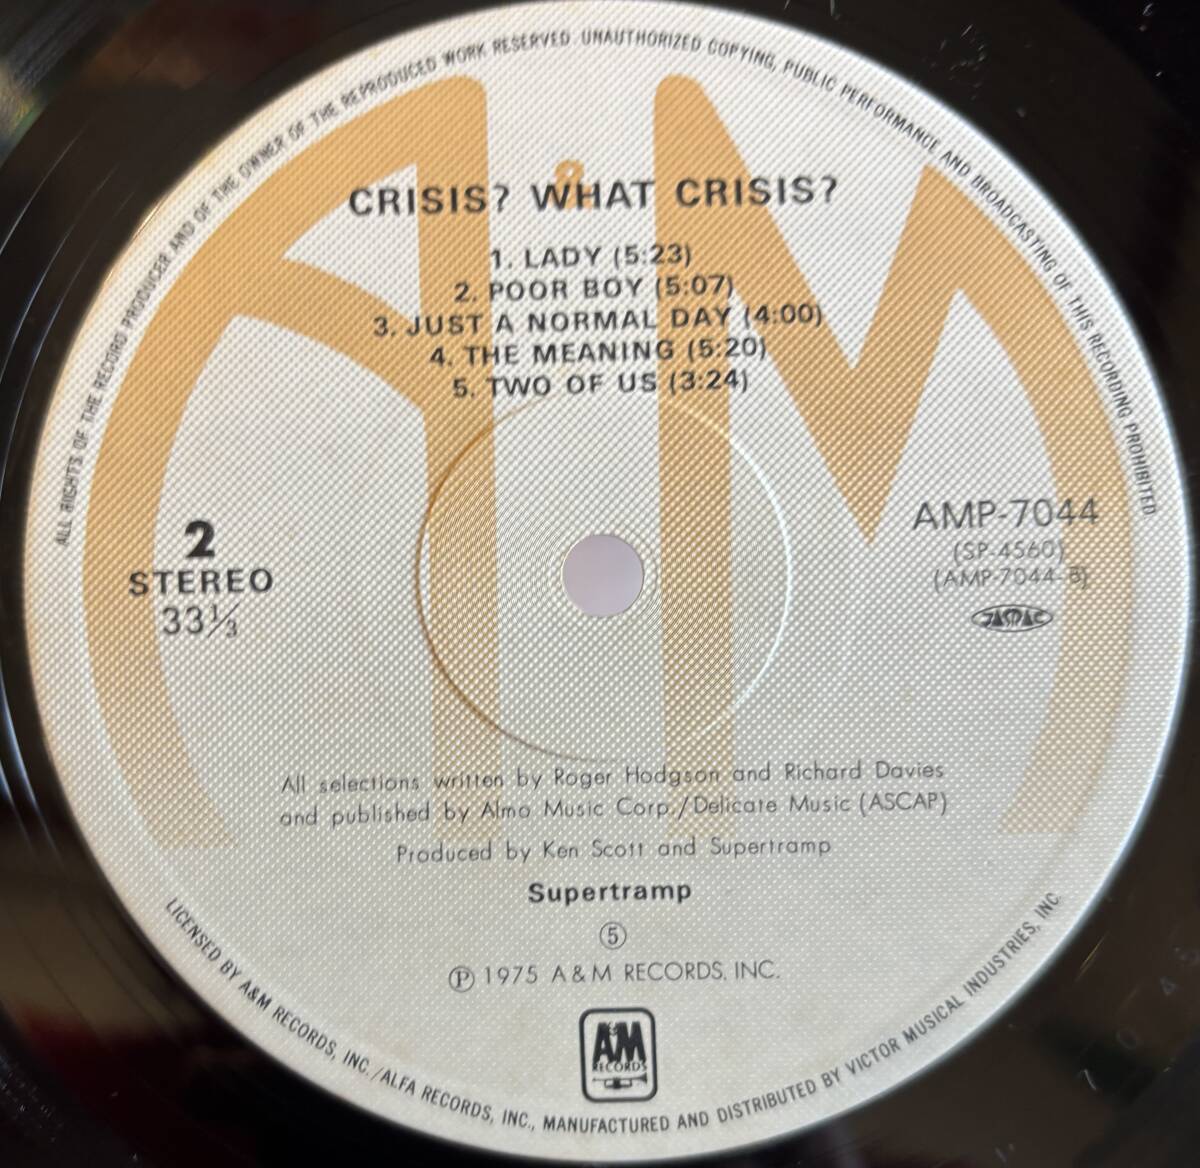 ALL RIGHTS OF THE RECORD PRODUCER AND OF THE OWNER OF THE REPRODUCED WORK RESERVED. UNAUTHORIZED COPYING, PUBLIC PERFORMANCE AND BROADCASTING OF THIS RECORDING PROHIBITED
CRISIS? WHAT CRISIS?
1. LADY (5:23)
2. POOR BOY (5:07)
3. JUST A NORMAL DAY (4:00)
4. THE MEANING (5:20)
5. TWO OF US (3:24)
2
STEREO
33⅓
AMP-7044
(SP-4560)
(AMP-7044-B)
JASRAC
All selections written by Roger Hodgson and Richard Davies
and published by Almo Music Corp./Delicate Music (ASCAP)
Produced by Ken Scott and Supertramp
Supertramp
⑤
Ⓟ 1975 A&M RECORDS, INC.
A&M
RECORDS
LICENSED BY A&M RECORDS, INC./ALFA RECORDS, INC., MANUFACTURED AND DISTRIBUTED BY VICTOR MUSICAL INDUSTRIES, INC